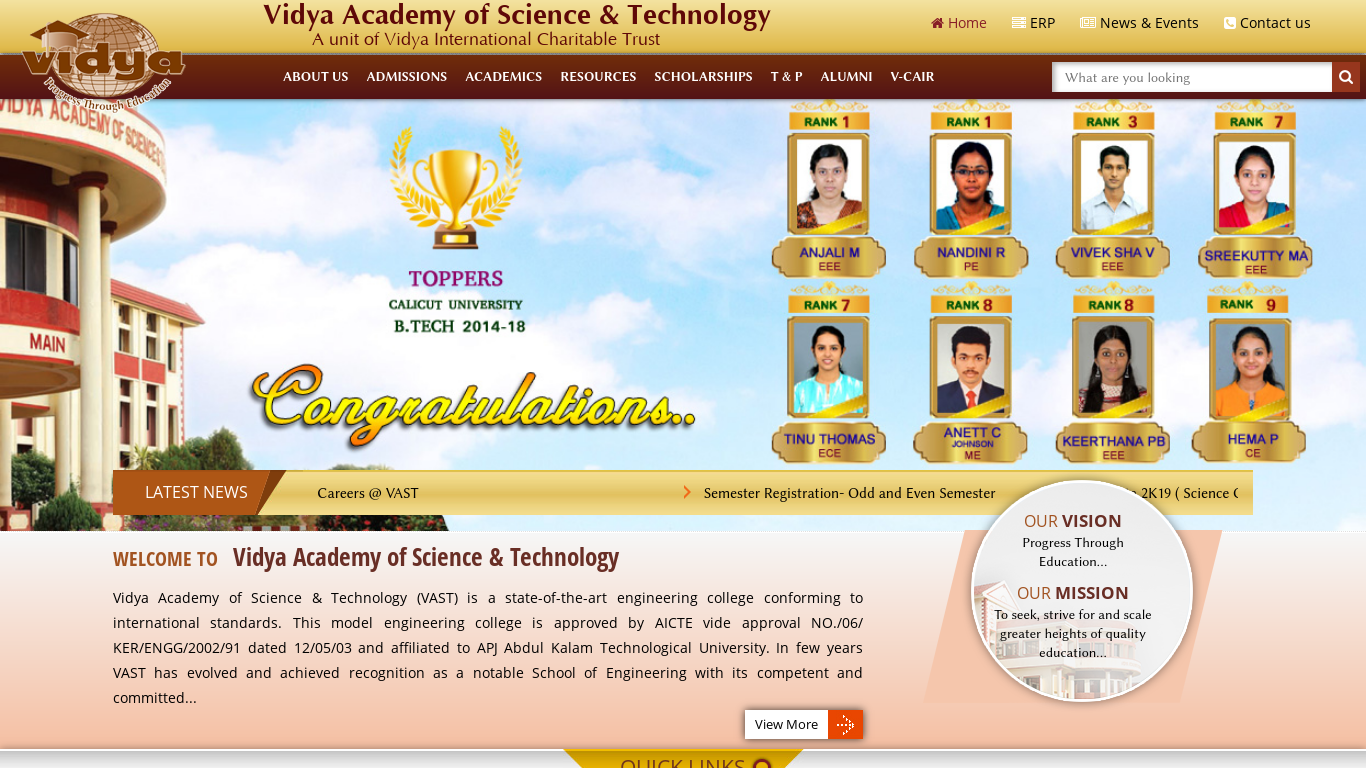 Vidya Academy of Science & Technology
A unit of Vidya International Charitable Trust
Home ERP News & Events Contact us
vidya
Progress Through Education
ABOUT US ADMISSIONS ACADEMICS RESOURCES SCHOLARSHIPS T & P ALUMNI V-CAIR
What are you looking
VIDYA ACADEMY OF SCIENCE
MAIN
TOPPERS
CALICUT UNIVERSITY
B.TECH 2014-18
Congratulations..
RANK 1 RANK 1 RANK 3 RANK 7
ANJALI M NANDINI R VIVEK SHA V SREEKUTTY MA
EEE PE EEE EEE
RANK 7 RANK 8 RANK 8 RANK 9
TINU THOMAS ANETT C KEERTHANA PB HEMA P
JOHNSON
ECE ME EEE CE
LATEST NEWS Careers @ VAST Semester Registration- Odd and Even Semester 2K19 ( Science
WELCOME TO Vidya Academy of Science & Technology
Vidya Academy of Science & Technology (VAST) is a state-of-the-art engineering college conforming to
international standards. This model engineering college is approved by AICTE vide approval NO./06/
KER/ENGG/2002/91 dated 12/05/03 and affiliated to APJ Abdul Kalam Technological University. In few years
VAST has evolved and achieved recognition as a notable School of Engineering with its competent and
committed...
View More
OUR VISION
Progress Through
Education...
OUR MISSION
To seek, strive for and scale
greater heights of quality
education...
QUICK LINKS